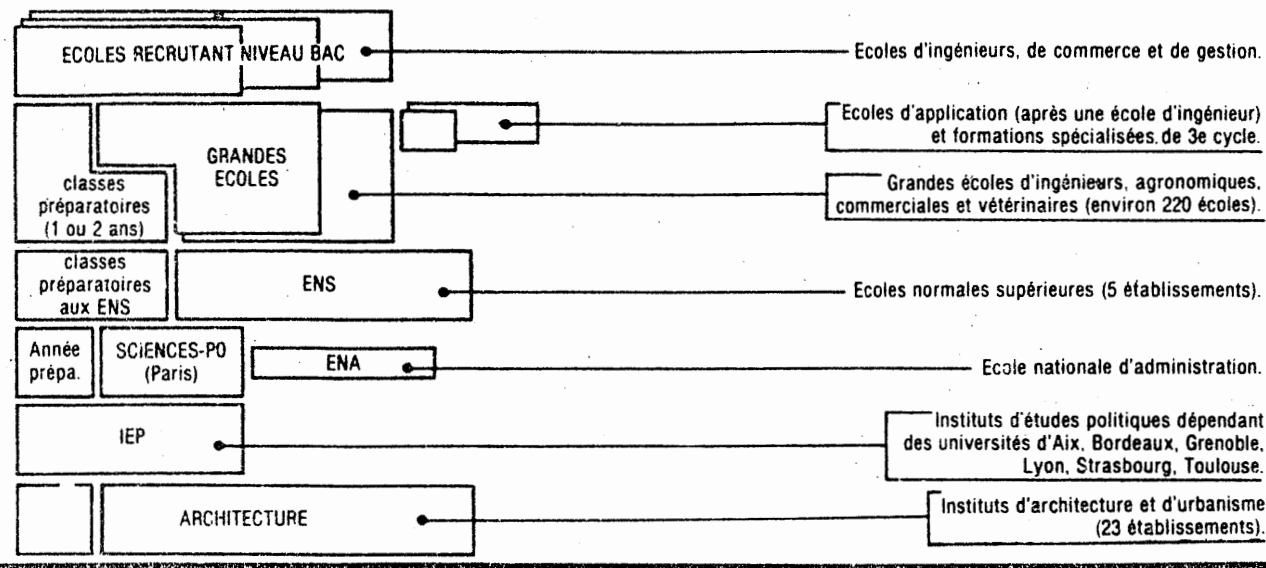 ECOLES RECRUTANT NIVEAU BAC
Ecoles d'ingénieurs, de commerce et de gestion.
Ecoles d'application (après une école d'ingénieur)
et formations spécialisées de 3e cycle.
GRANDES
ECOLES
classes
préparatoires
(1 ou 2 ans)
Grandes écoles d'ingénieurs, agronomiques,
commerciales et vétérinaires (environ 220 écoles).
classes
préparatoires
aux ENS
ENS
Ecoles normales supérieures (5 établissements).
Année
prépa.
SCIENCES-PO
(Paris)
ENA
Ecole nationale d'administration.
IEP
Instituts d'études politiques dépendant
des universités d'Aix, Bordeaux, Grenoble,
Lyon, Strasbourg, Toulouse.
ARCHITECTURE
Instituts d'architecture et d'urbanisme
(23 établissements).